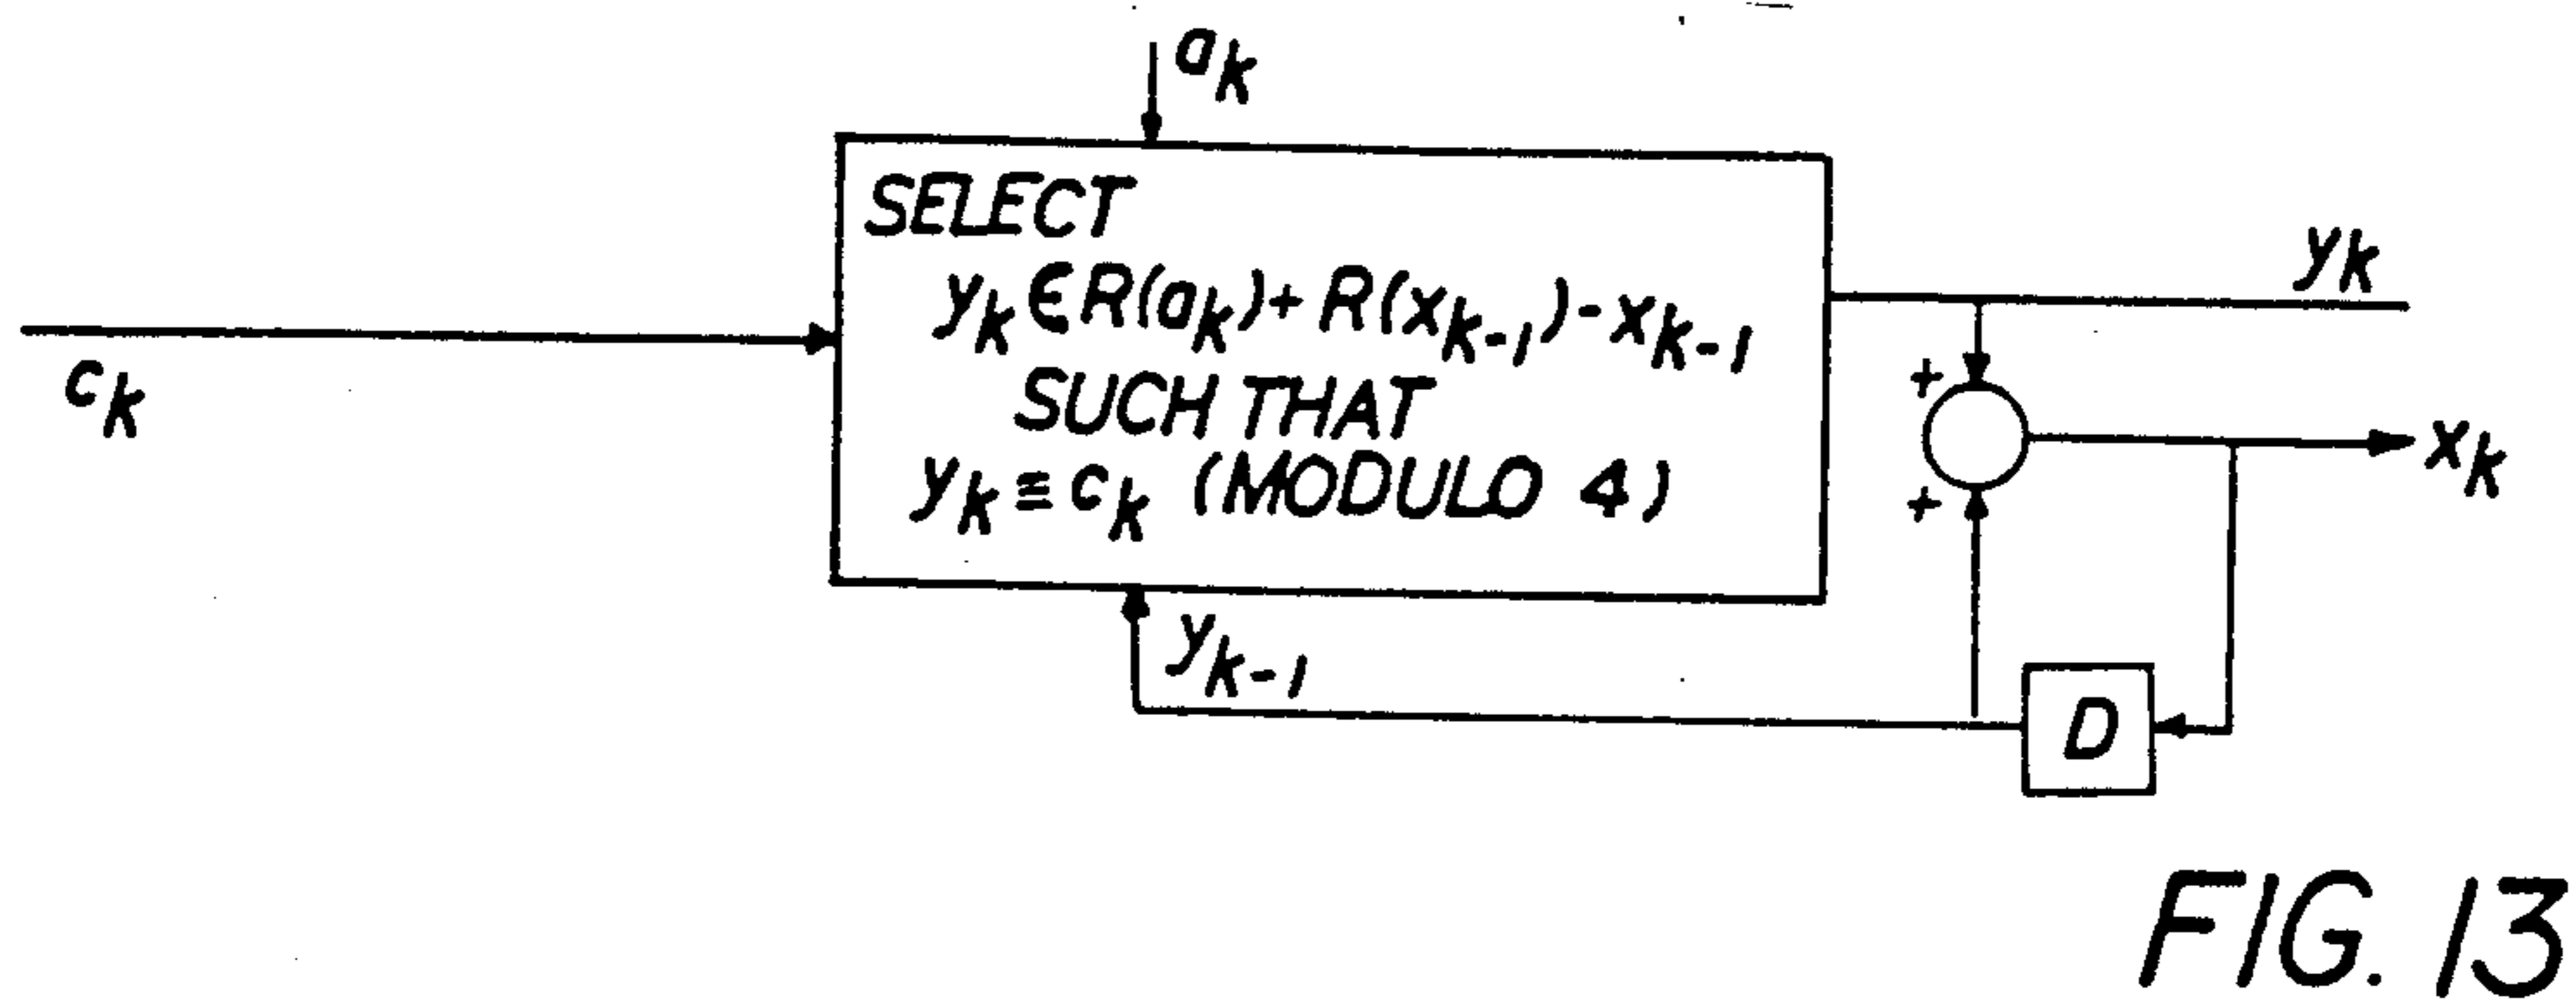 a_k
SELECT
y_k ∈ R(a_k) + R(x_{k-1}) - x_{k-1}
SUCH THAT
y_k ≡ c_k (MODULO 4)
c_k
y_k
+
x_k
+
y_{k-1}
D
FIG. 13